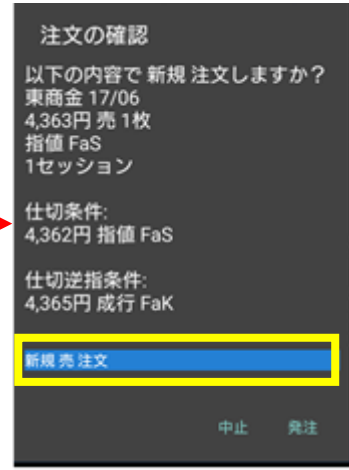 注文の確認
以下の内容で 新規 注文しますか？
東商金 17/06
4,363円 売 1枚
指値 FaS
1セッション
仕切条件:
4,362円 指値 FaS
仕切逆指条件:
4,365円 成行 FaK
新規 売 注文
中止 発注